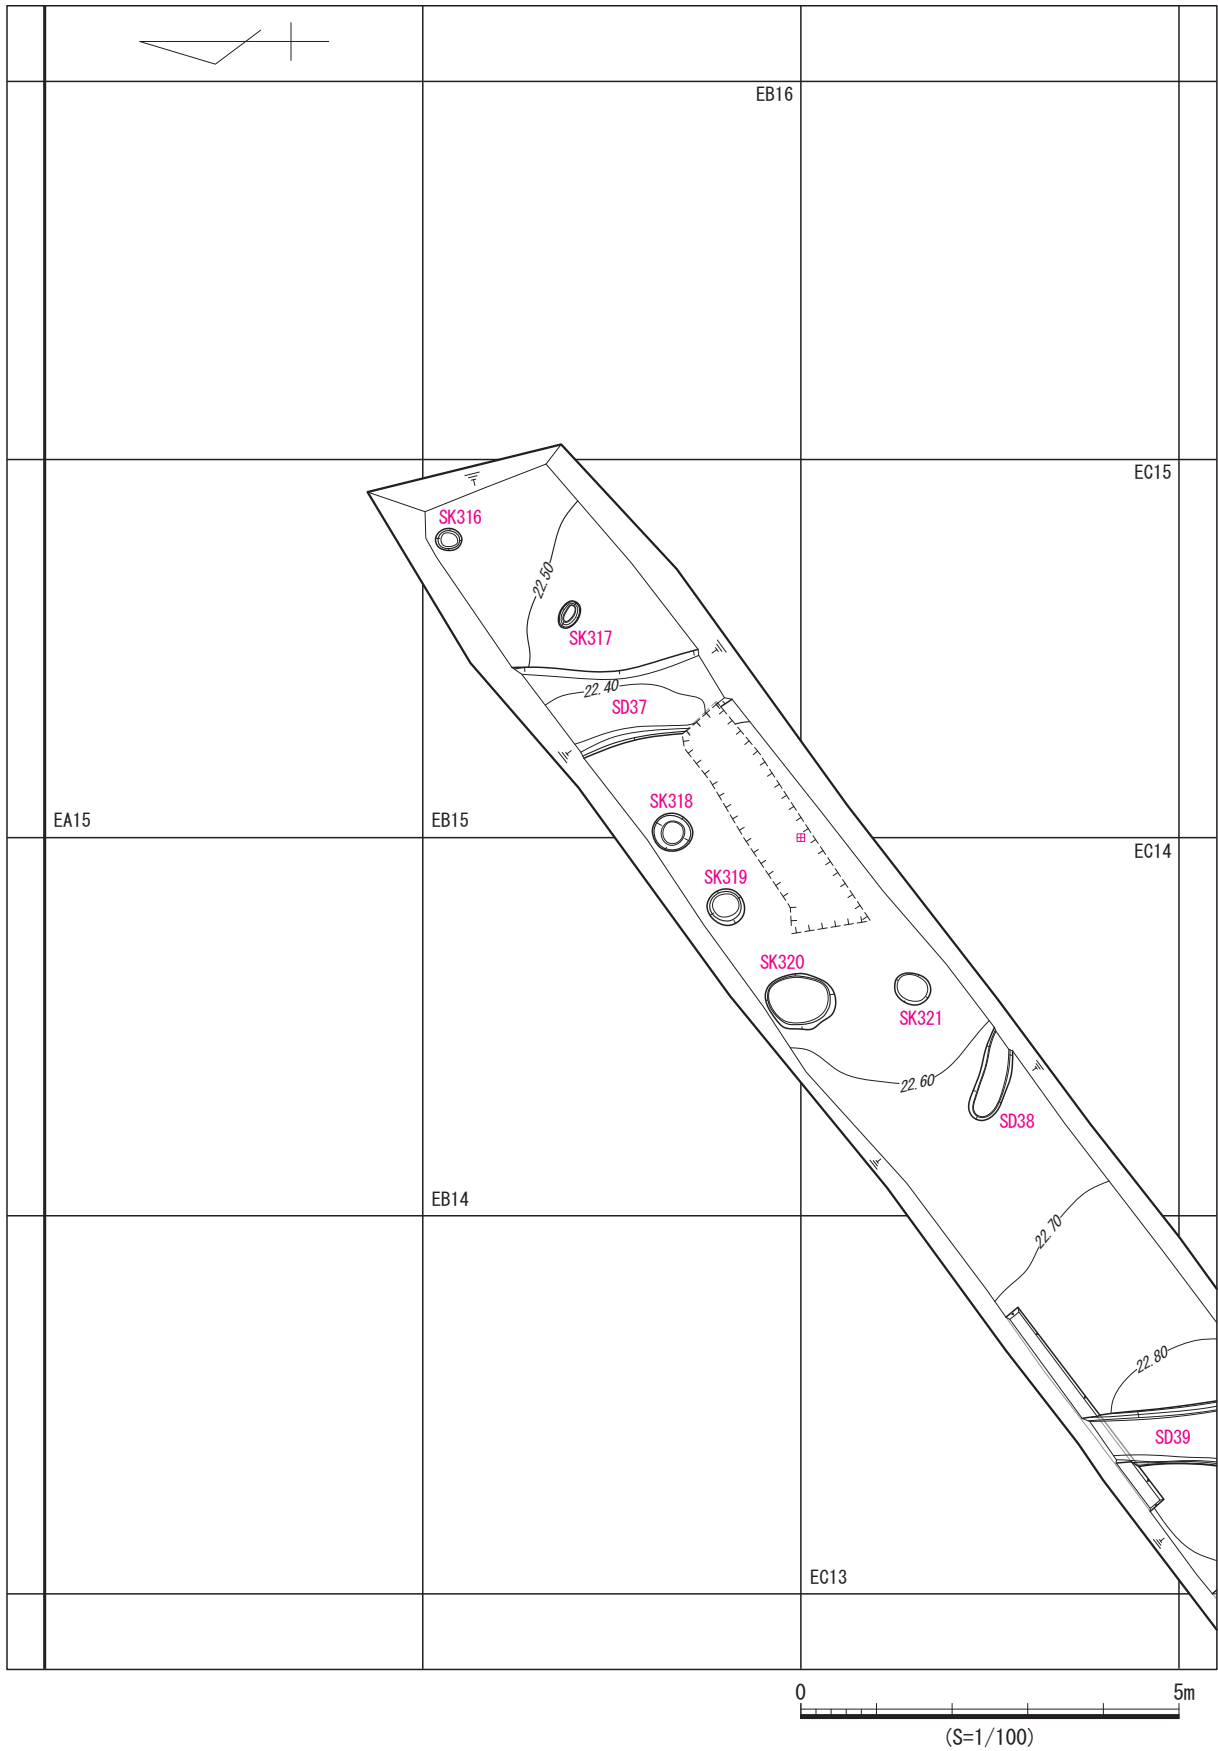 EB16
EC15
SK316
22.50
SK317
22.40
SD37
SK318
EA15
EB15
EC14
SK319
SK320
SK321
22.60
SD38
EB14
22.70
22.80
SD39
EC13
0 5m
(S=1/100)